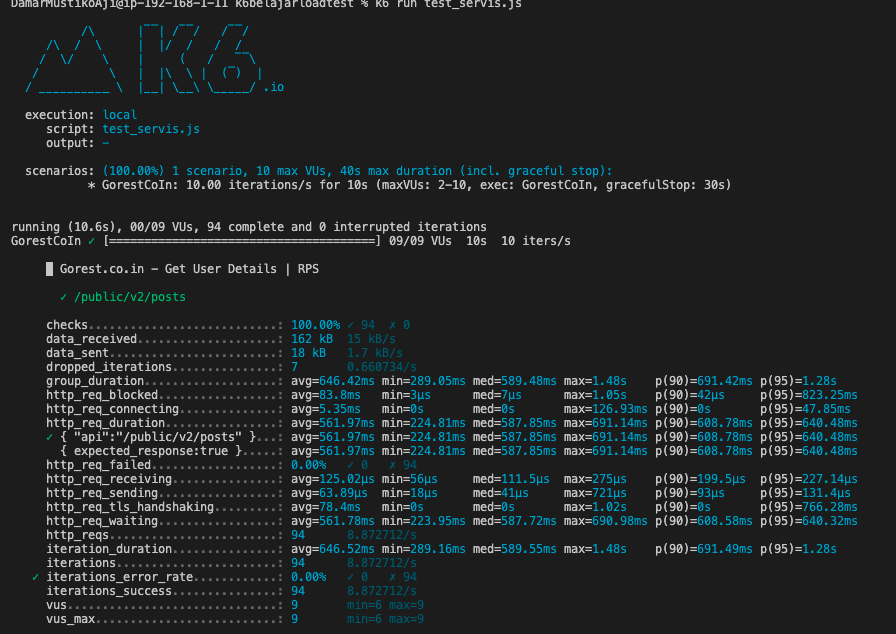 DamarMustikoAji@ip-192-168-1-11 k6belajarloadtest % k6 run test_servis.js
K6
.io
execution: local
script: test_servis.js
output: -
scenarios: (100.00%) 1 scenario, 10 max VUs, 40s max duration (incl. graceful stop):
* GorestCoIn: 10.00 iterations/s for 10s (maxVUs: 2-10, exec: GorestCoIn, gracefulStop: 30s)
running (10.6s), 00/09 VUs, 94 complete and 0 interrupted iterations
GorestCoIn ✓ [======================================] 09/09 VUs 10s 10 iters/s
█ Gorest.co.in - Get User Details | RPS
✓ /public/v2/posts
checks...........................: 100.00% ✓ 94 ✗ 0
data_received....................: 162 kB 15 kB/s
data_sent........................: 18 kB 1.7 kB/s
dropped_iterations...............: 7 0.660734/s
group_duration...................: avg=646.42ms min=289.05ms med=589.48ms max=1.48s p(90)=691.42ms p(95)=1.28s
http_req_blocked.................: avg=83.8ms min=3µs med=7µs max=1.05s p(90)=42µs p(95)=823.25ms
http_req_connecting..............: avg=5.35ms min=0s med=0s max=126.93ms p(90)=0s p(95)=47.85ms
http_req_duration................: avg=561.97ms min=224.81ms med=587.85ms max=691.14ms p(90)=608.78ms p(95)=640.48ms
✓ { "api":"/public/v2/posts" }...: avg=561.97ms min=224.81ms med=587.85ms max=691.14ms p(90)=608.78ms p(95)=640.48ms
{ expected_response:true }.....: avg=561.97ms min=224.81ms med=587.85ms max=691.14ms p(90)=608.78ms p(95)=640.48ms
http_req_failed..................: 0.00% ✓ 0 ✗ 94
http_req_receiving...............: avg=125.02µs min=56µs med=111.5µs max=275µs p(90)=199.5µs p(95)=227.14µs
http_req_sending.................: avg=63.89µs min=18µs med=41µs max=721µs p(90)=93µs p(95)=131.4µs
http_req_tls_handshaking.........: avg=78.4ms min=0s med=0s max=1.02s p(90)=0s p(95)=766.28ms
http_req_waiting.................: avg=561.78ms min=223.95ms med=587.72ms max=690.98ms p(90)=608.58ms p(95)=640.32ms
http_reqs........................: 94 8.872712/s
iteration_duration...............: avg=646.52ms min=289.16ms med=589.55ms max=1.48s p(90)=691.49ms p(95)=1.28s
iterations.......................: 94 8.872712/s
✓ iterations_error_rate............: 0.00% ✓ 0 ✗ 94
iterations_success...............: 94 8.872712/s
vus..............................: 9 min=6 max=9
vus_max..........................: 9 min=6 max=9